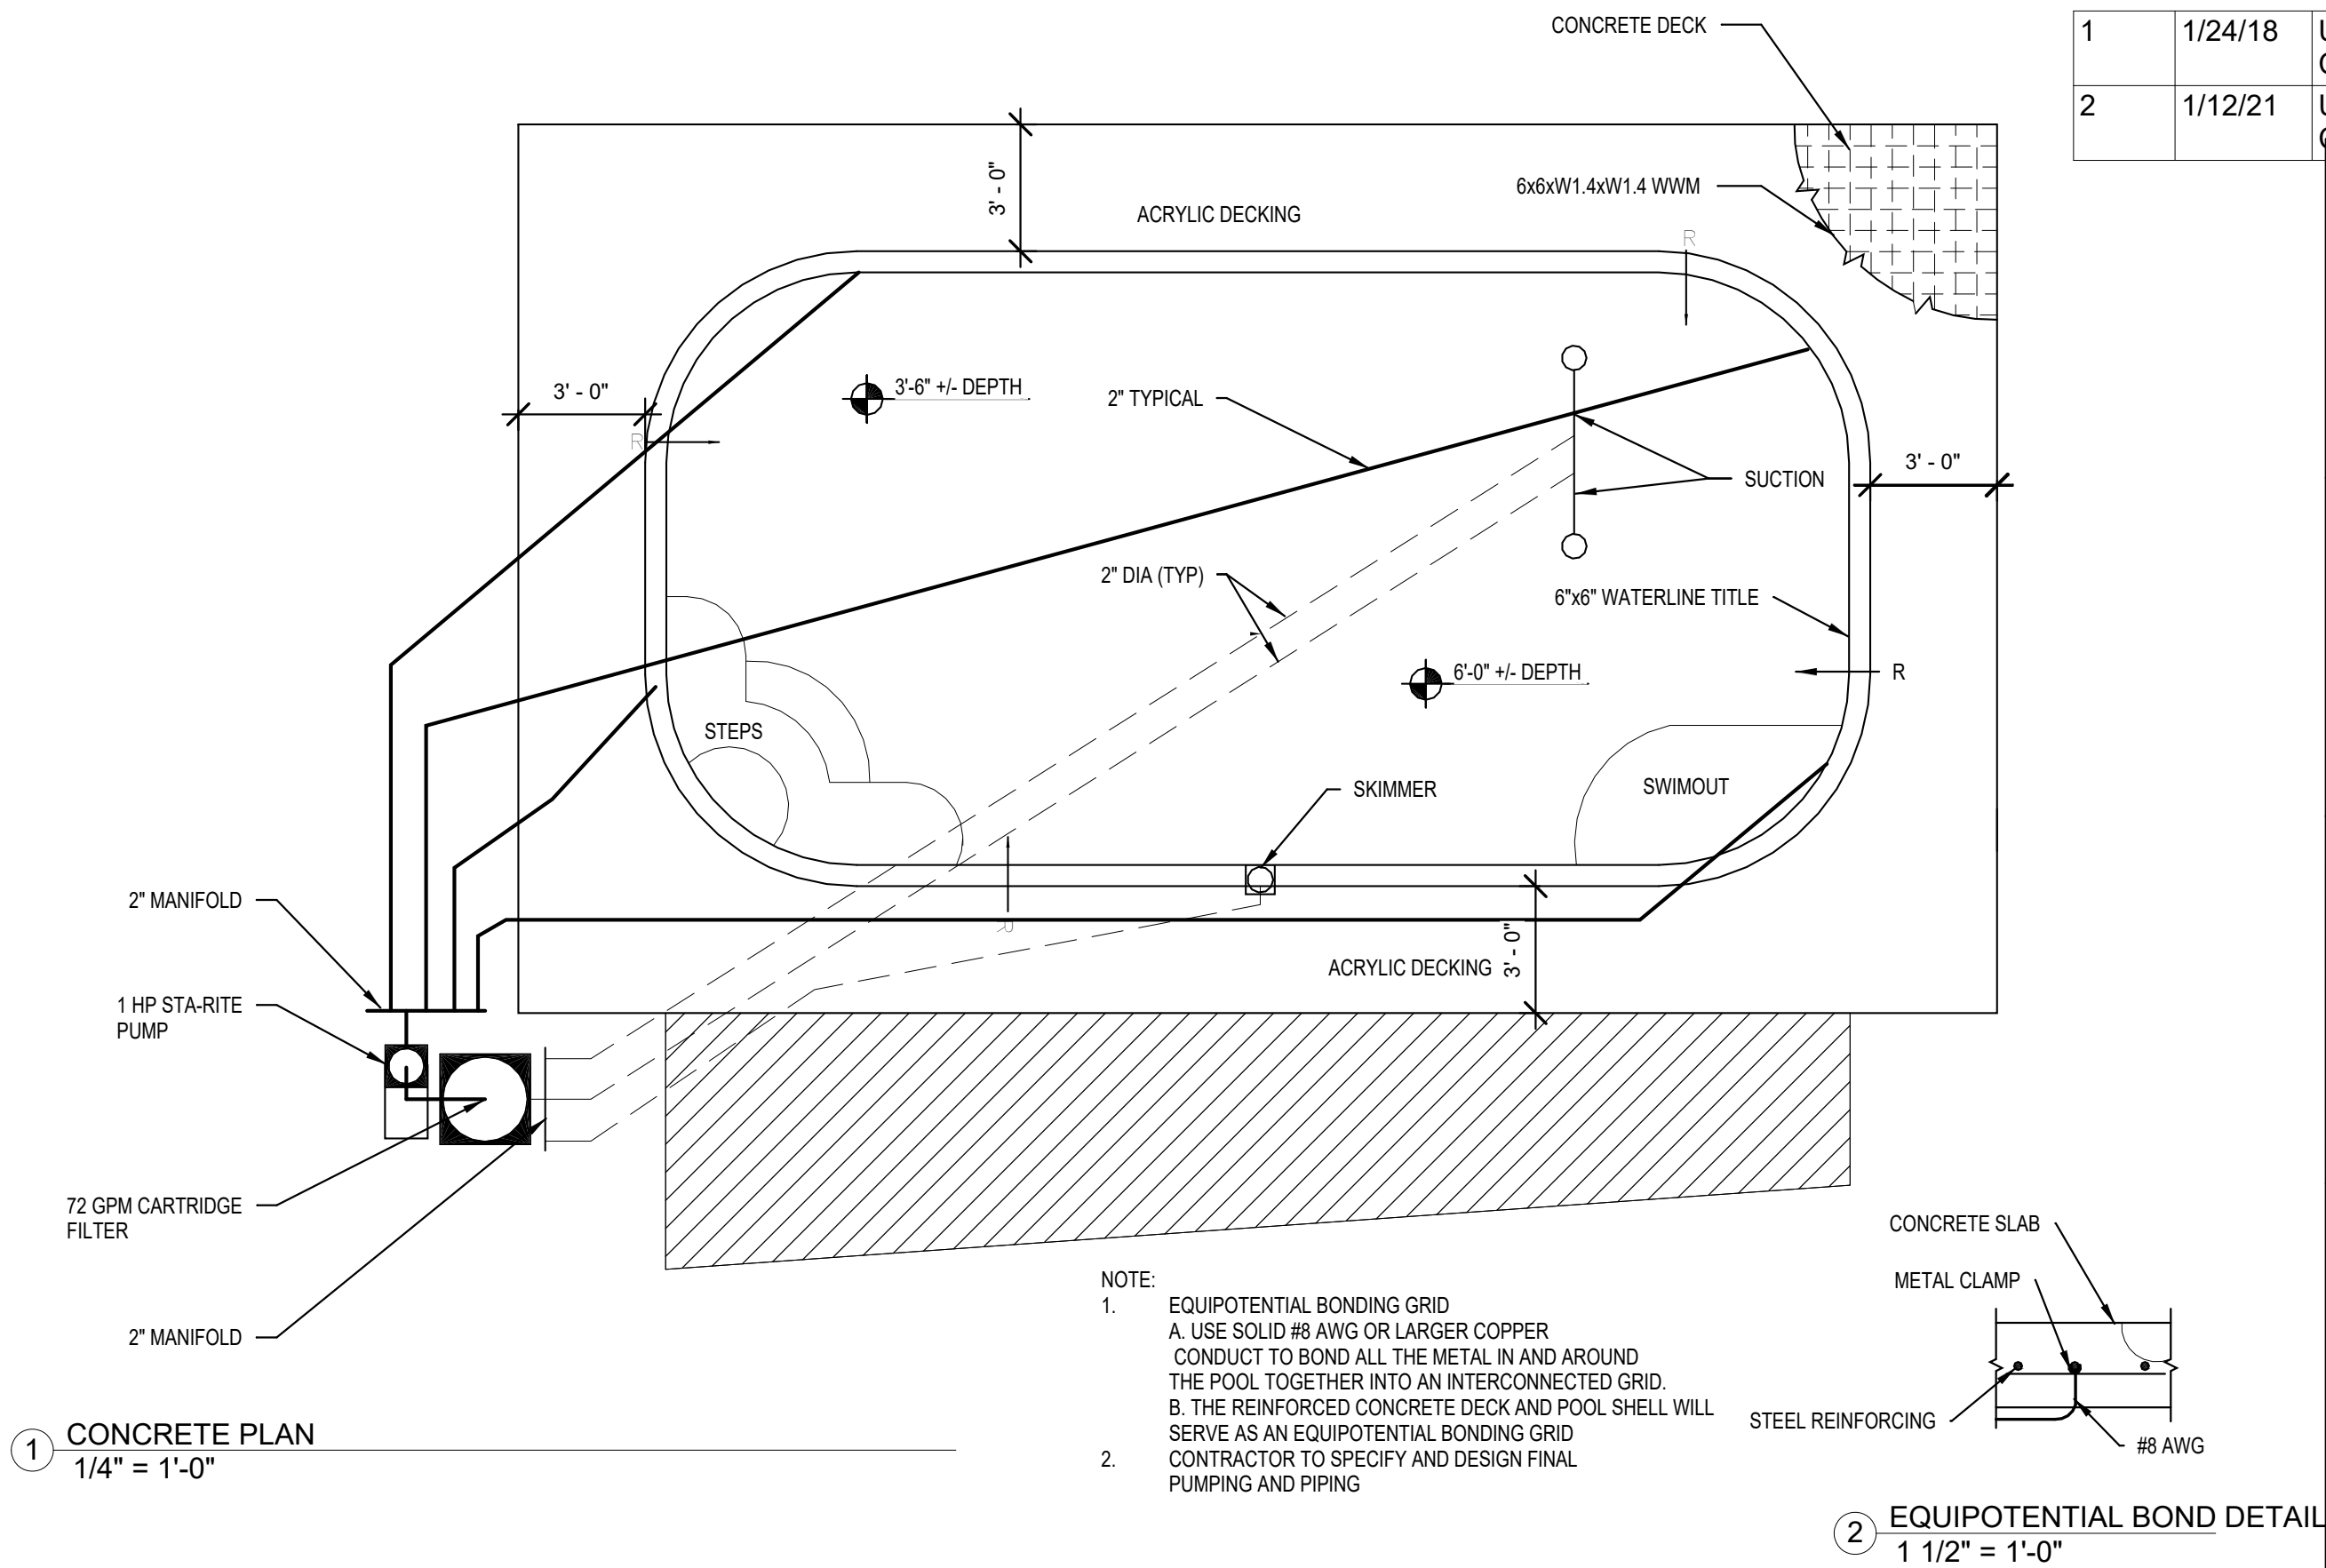 CONCRETE DECK
1 1/24/18
2 1/12/21
3' - 0"
6x6xW1.4xW1.4 WWM
ACRYLIC DECKING
R
3' - 0"
3'-6" +/- DEPTH
2" TYPICAL
R
3' - 0"
SUCTION
2" DIA (TYP)
6"x6" WATERLINE TITLE
6'-0" +/- DEPTH
R
STEPS
SKIMMER
SWIMOUT
2" MANIFOLD
R
3' - 0"
ACRYLIC DECKING
1 HP STA-RITE
PUMP
72 GPM CARTRIDGE
FILTER
2" MANIFOLD
NOTE:
1. EQUIPOTENTIAL BONDING GRID
A. USE SOLID #8 AWG OR LARGER COPPER
CONDUCT TO BOND ALL THE METAL IN AND AROUND
THE POOL TOGETHER INTO AN INTERCONNECTED GRID.
B. THE REINFORCED CONCRETE DECK AND POOL SHELL WILL
SERVE AS AN EQUIPOTENTIAL BONDING GRID
2. CONTRACTOR TO SPECIFY AND DESIGN FINAL
PUMPING AND PIPING
CONCRETE SLAB
METAL CLAMP
STEEL REINFORCING
#8 AWG
1 CONCRETE PLAN
1/4" = 1'-0"
2 EQUIPOTENTIAL BOND DETAIL
1 1/2" = 1'-0"